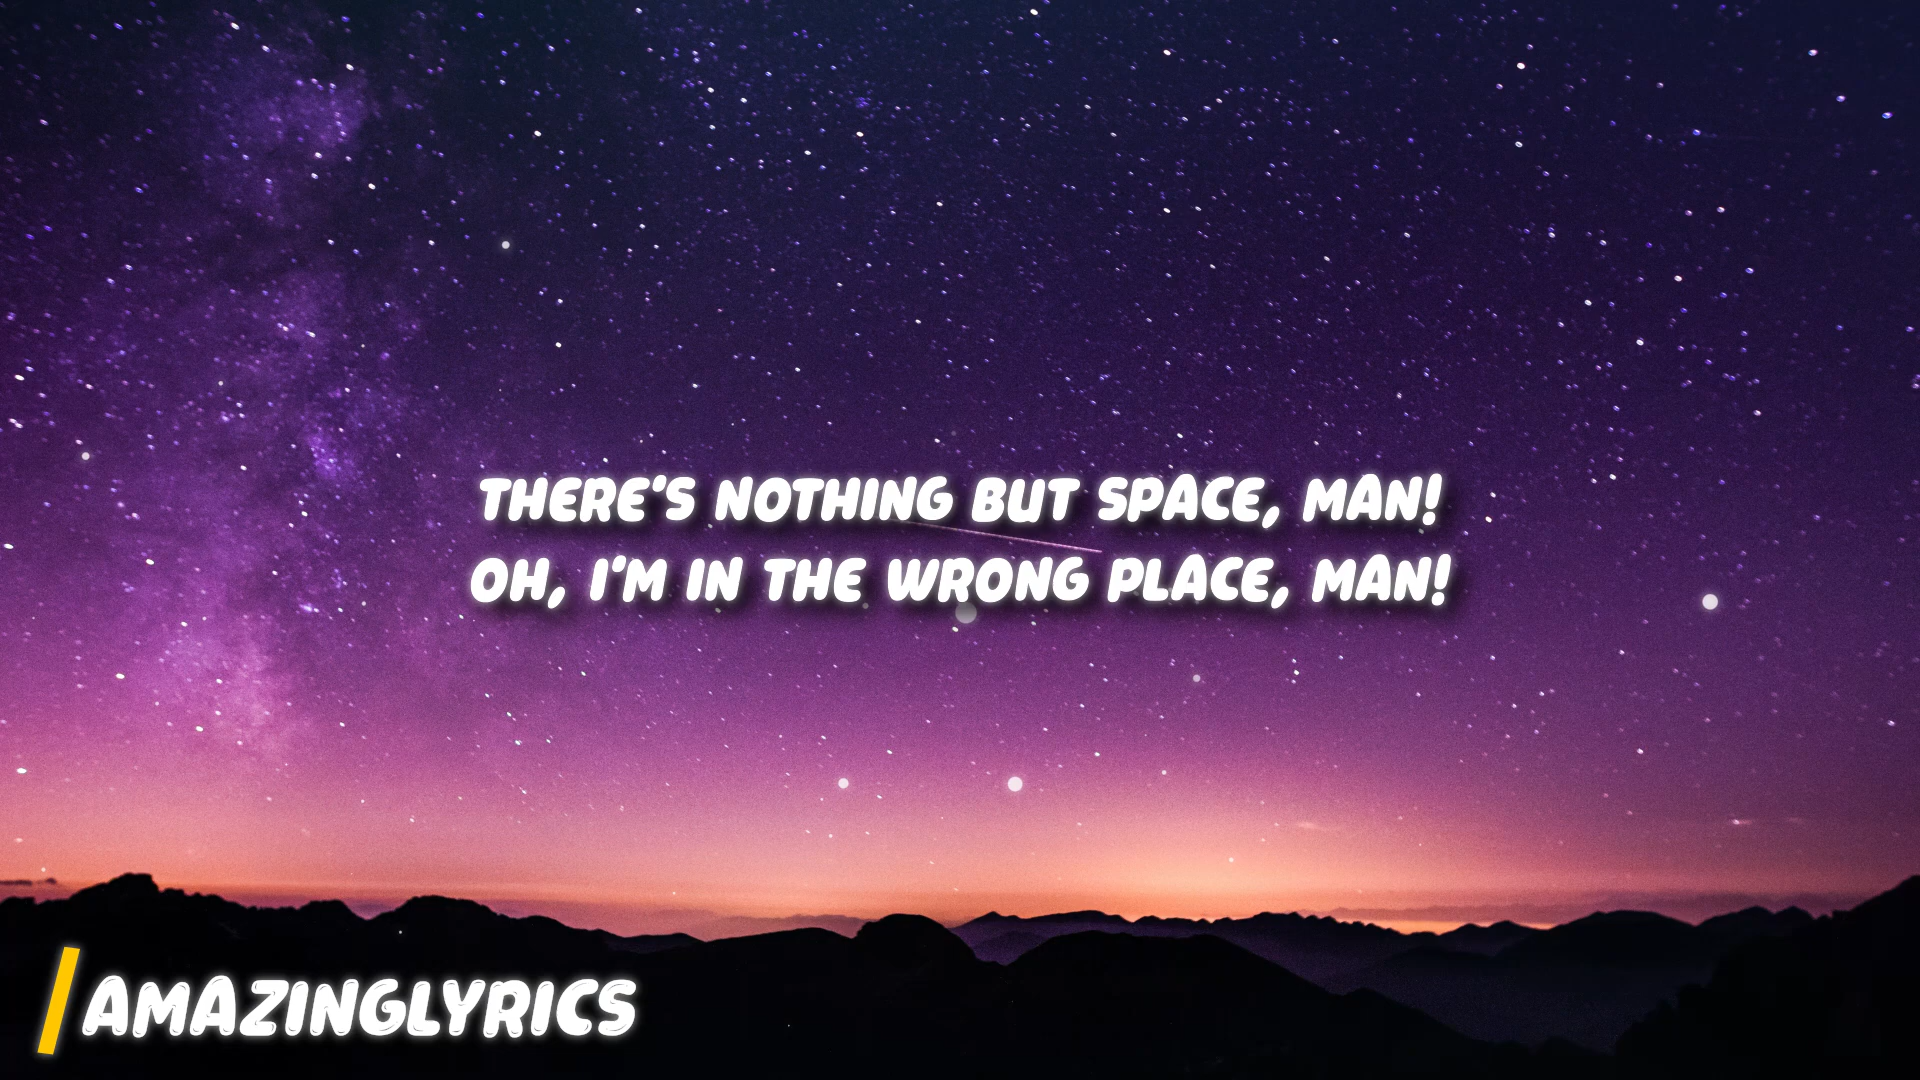 THERE'S NOTHING BUT SPACE, MAN!
OH, I'M IN THE WRONG PLACE, MAN!
AMAZINGLYRICS